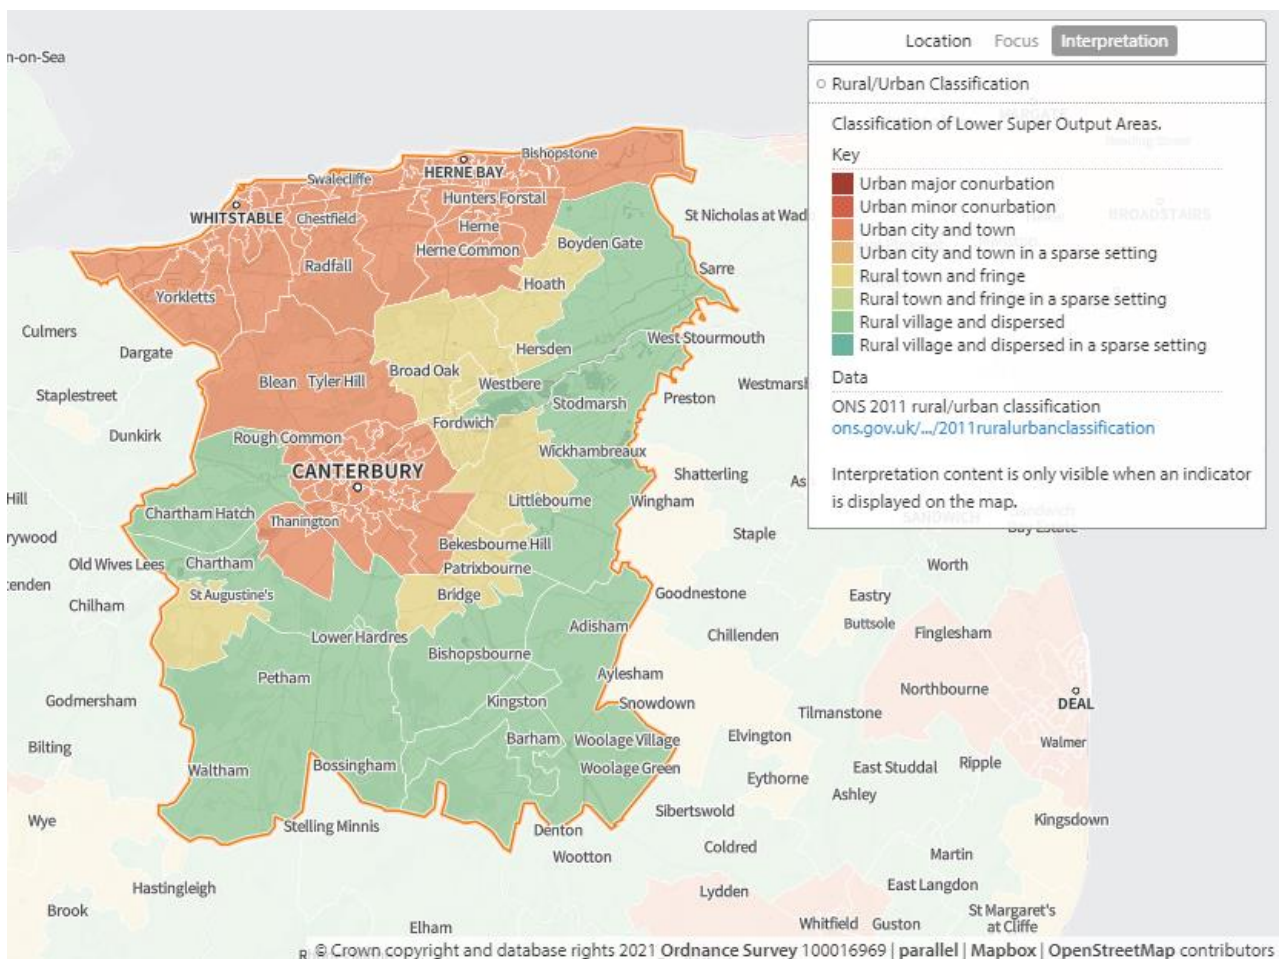 n-on-Sea
Location Focus Interpretation
Rural/Urban Classification
Classification of Lower Super Output Areas.
Key
Urban major conurbation
Urban minor conurbation
Urban city and town
Urban city and town in a sparse setting
Rural town and fringe
Rural town and fringe in a sparse setting
Rural village and dispersed
Rural village and dispersed in a sparse setting
Data
ONS 2011 rural/urban classification
ons.gov.uk/.../2011ruralurbanclassification
Interpretation content is only visible when an indicator
is displayed on the map.
BROADSTAIRS
SANDWICH
Sandwich
Bay Estate
Bishopstone
HERNE BAY
Swalecliffe
Hunters Forstal
WHITSTABLE
Chestfield
St Nicholas at Wad
Herne
Boyden Gate
Herne Common
Radfall
Sarre
Hoath
Yorkletts
Culmers
West Stourmouth
Dargate
Hersden
Broad Oak
Blean
Tyler Hill
Westbere
Westmarsh
Staplestreet
Preston
Stodmarsh
Fordwich
Dunkirk
Rough Common
Wickhambreaux
CANTERBURY
Shatterling
As
Hill
Littlebourne
Wingham
Chartham Hatch
Thanington
Staple
rywood
Bekesbourne Hill
Old Wives Lees
Chartham
Patrixbourne
Worth
tenden
St Augustine's
Bridge
Goodnestone
Eastry
Chilham
Buttsole
Adisham
Finglesham
Lower Hardres
Chillenden
Bishopsbourne
Aylesham
Petham
Northbourne
Godmersham
Kingston
Snowdown
DEAL
Tilmanstone
Barham
Woolage Village
Elvington
Walmer
Bilting
Waltham
Bossingham
Woolage Green
East Studdal
Ripple
Eythorne
Ashley
Sibertswold
Wye
Stelling Minnis
Denton
Kingsdown
Coldred
Wootton
Martin
Hastingleigh
Lydden
East Langdon
Brook
St Margaret's
at Cliffe
Elham
Whitfield
Guston
© Crown copyright and database rights 2021 Ordnance Survey 100016969 | parallel | Mapbox | OpenStreetMap contributors